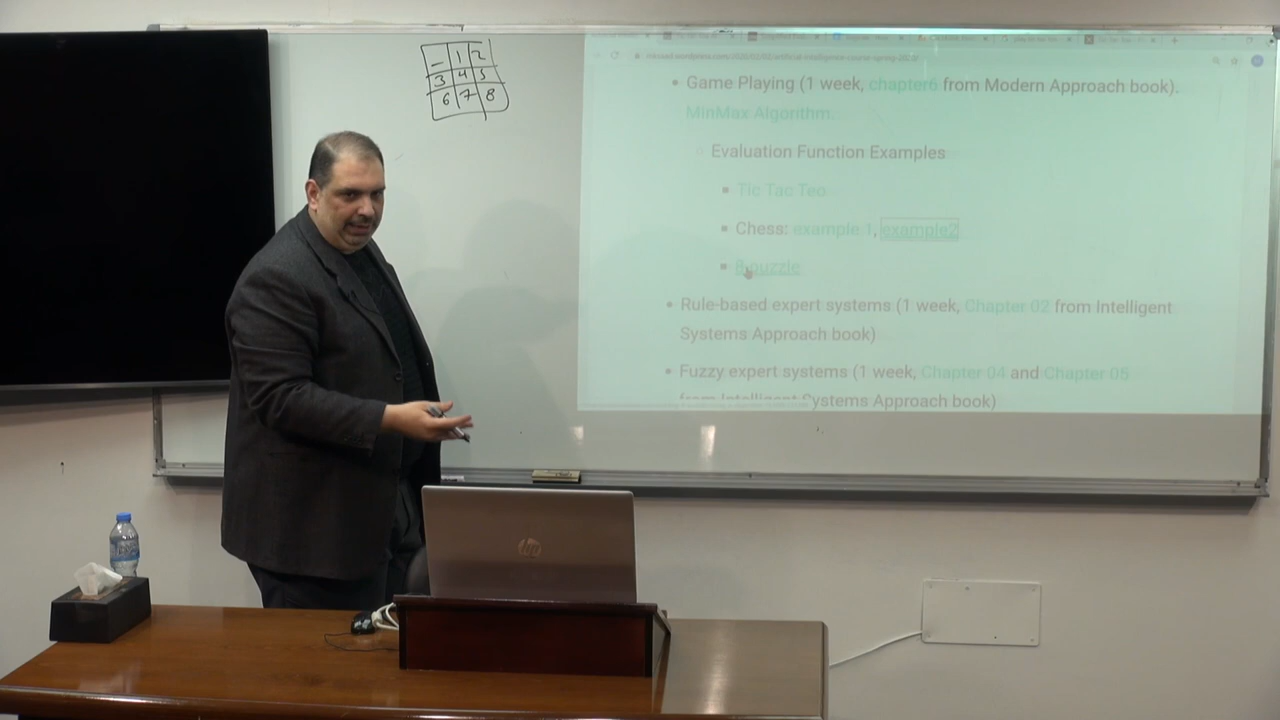 – 1 2
3 4 5
6 7 8
Game Playing (1 week, chapter6 from Modern Approach book).
MinMax Algorithm.
Evaluation Function Examples
Tic Tac Teo
Chess: example 1, example2
8-puzzle
Rule-based expert systems (1 week, Chapter 02 from Intelligent
Systems Approach book)
Fuzzy expert systems (1 week, Chapter 04 and Chapter 05
from Intelligent Systems Approach book)
hp